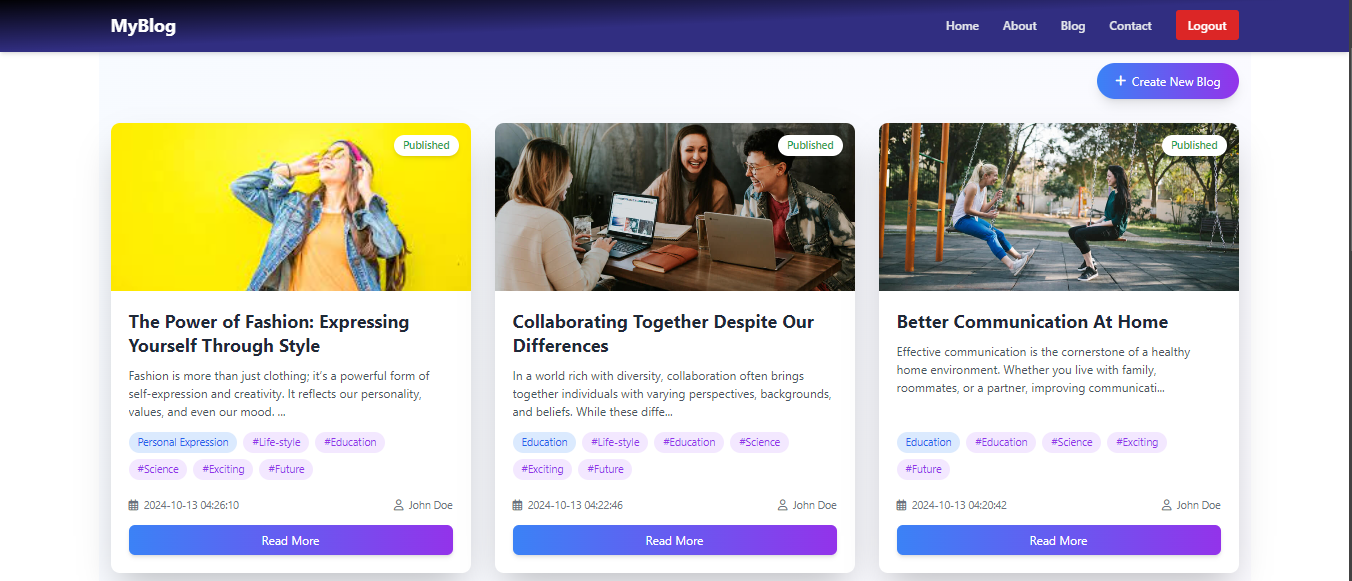 MyBlog
Home About Blog Contact Logout
+ Create New Blog
Published
The Power of Fashion: Expressing
Yourself Through Style
Fashion is more than just clothing; it's a powerful form of
self-expression and creativity. It reflects our personality,
values, and even our mood. ...
Personal Expression #Life-style #Education
#Science #Exciting #Future
2024-10-13 04:26:10 John Doe
Read More
Published
Collaborating Together Despite Our
Differences
In a world rich with diversity, collaboration often brings
together individuals with varying perspectives, backgrounds,
and beliefs. While these diffe...
Education #Life-style #Education #Science
#Exciting #Future
2024-10-13 04:22:46 John Doe
Read More
Published
Better Communication At Home
Effective communication is the cornerstone of a healthy
home environment. Whether you live with family,
roommates, or a partner, improving communicati...
Education #Education #Science #Exciting
#Future
2024-10-13 04:20:42 John Doe
Read More